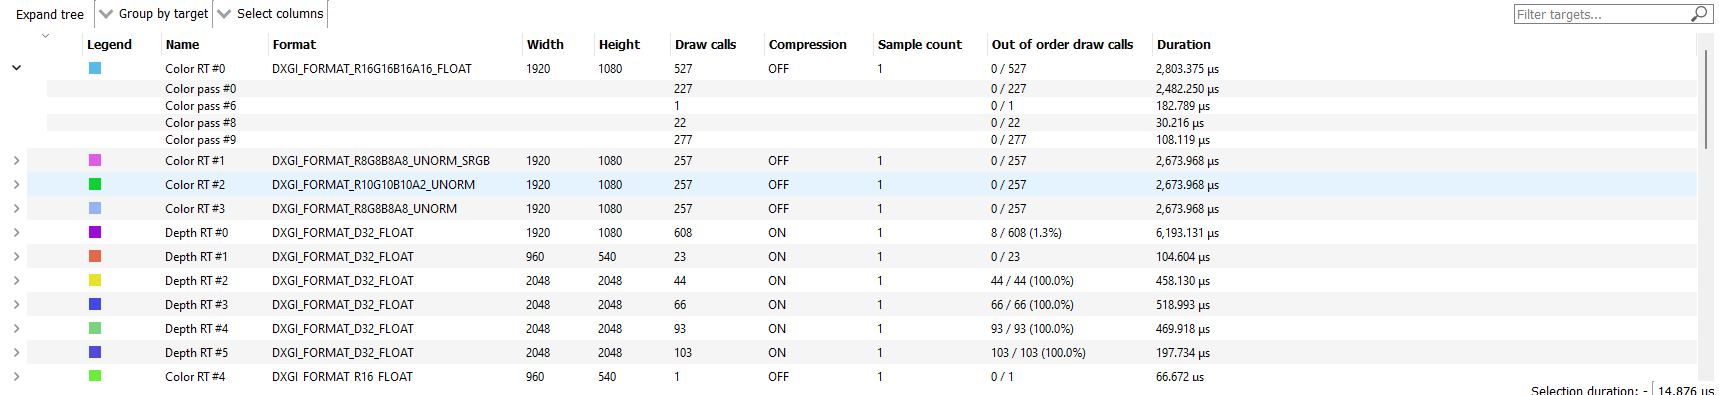 Expand tree Group by target Select columns Filter targets...
Legend Name Format Width Height Draw calls Compression Sample count Out of order draw calls Duration
Color RT #0 DXGI_FORMAT_R16G16B16A16_FLOAT 1920 1080 527 OFF 1 0 / 527 2,803.375 µs
Color pass #0 227 0 / 227 2,482.250 µs
Color pass #6 1 0 / 1 182.789 µs
Color pass #8 22 0 / 22 30.216 µs
Color pass #9 277 0 / 277 108.119 µs
Color RT #1 DXGI_FORMAT_R8G8B8A8_UNORM_SRGB 1920 1080 257 OFF 1 0 / 257 2,673.968 µs
Color RT #2 DXGI_FORMAT_R10G10B10A2_UNORM 1920 1080 257 OFF 1 0 / 257 2,673.968 µs
Color RT #3 DXGI_FORMAT_R8G8B8A8_UNORM 1920 1080 257 OFF 1 0 / 257 2,673.968 µs
Depth RT #0 DXGI_FORMAT_D32_FLOAT 1920 1080 608 ON 1 8 / 608 (1.3%) 6,193.131 µs
Depth RT #1 DXGI_FORMAT_D32_FLOAT 960 540 23 ON 1 0 / 23 104.604 µs
Depth RT #2 DXGI_FORMAT_D32_FLOAT 2048 2048 44 ON 1 44 / 44 (100.0%) 458.130 µs
Depth RT #3 DXGI_FORMAT_D32_FLOAT 2048 2048 66 ON 1 66 / 66 (100.0%) 518.993 µs
Depth RT #4 DXGI_FORMAT_D32_FLOAT 2048 2048 93 ON 1 93 / 93 (100.0%) 469.918 µs
Depth RT #5 DXGI_FORMAT_D32_FLOAT 2048 2048 103 ON 1 103 / 103 (100.0%) 197.734 µs
Color RT #4 DXGI_FORMAT_R16_FLOAT 960 540 1 OFF 1 0 / 1 66.672 µs
Selection duration: - 14,876 µs